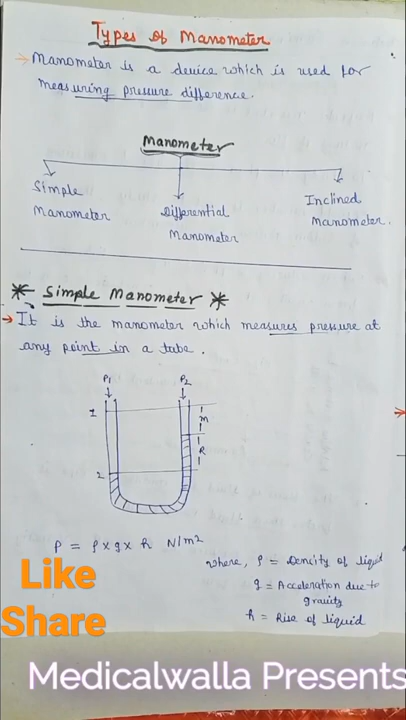 Types of Manometer
→ Manometer is a device which is used for
measuring pressure difference.
Manometer
Simple
Manometer
Differential
Manometer
Inclined
Manometer.
* Simple Manometer *
→ It is the manometer which measures pressure at
any point in a tube.
P1 P2
1
m
R
2
P = ρ x g x h N/m2
where, ρ = Dencity of liquid
g = Acceleration due to
gravity
h = Rise of liquid
Like
Share
Medicalwalla Presents